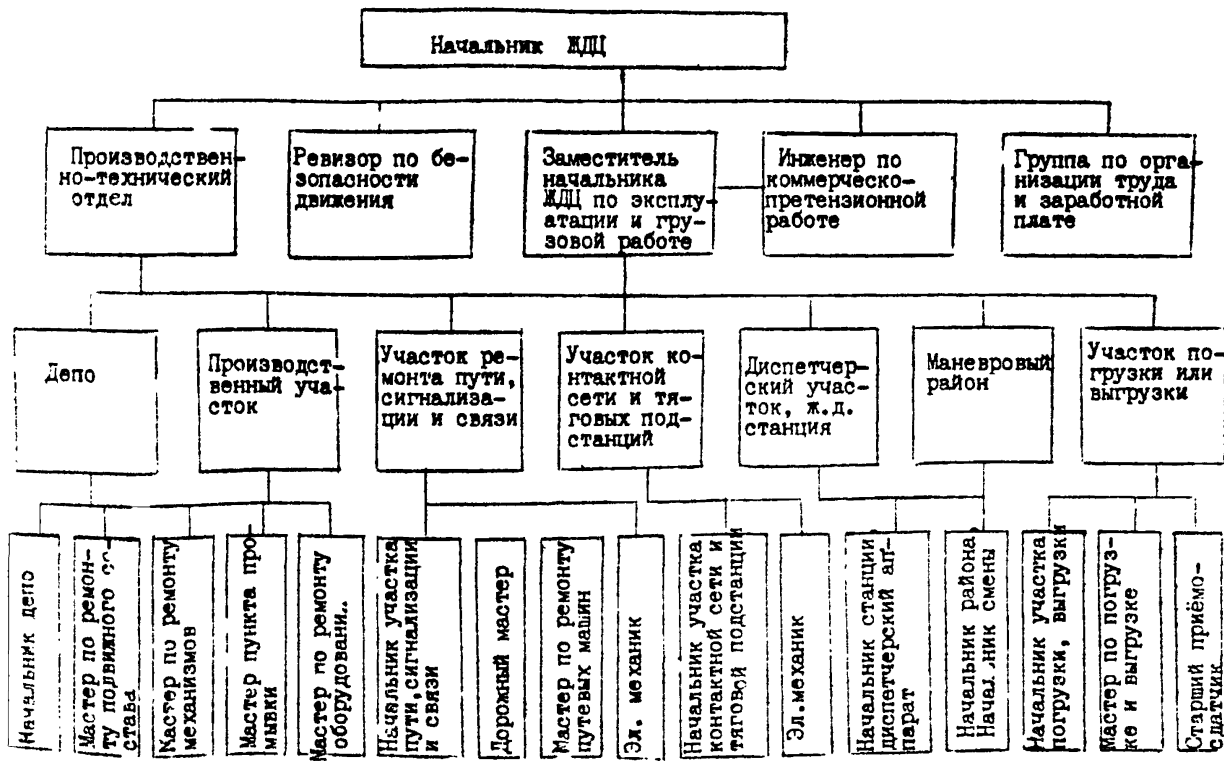 Начальник ЖДЦ
Производствен-
но-технический
отдел
Ревизор по бе-
зопасности
движения
Заместитель
начальника
ЖДЦ по эксплу-
атации и гру-
зовой работе
Инженер по
коммерческо-
претензионной
работе
Группа по орга-
низации труда
и заработной
плате
Депо
Производст-
венный уча-
сток
Участок ре-
монта пути,
сигнализа-
ции и связи
Участок ко-
нтактной
сети и тя-
говых под-
станций
Диспетчер-
ский учас-
ток, ж.д.
станция
Маневровый
район
Участок по-
грузки или
выгрузки
Начальник депо
Мастер по ремон-
ту подвижного со-
става
Мастер по ремонту
механизмов
Мастер пункта про-
мывки
Мастер по ремонту
Начальник участка
пути, сигнализации
и связи
Дорожный мастер
Мастер по ремонту
путевых машин
Эл. механик
Начальник участка
контактной сети и
тяговой подстанции
Эл.механик
Начальник станции
диспетчерский ап-
парат
Начальник района
Начальник смены
Начальник участка
погрузки, выгрузки
Мастер по погруз-
ке и выгрузке
Старший приёмо-
сдатчик